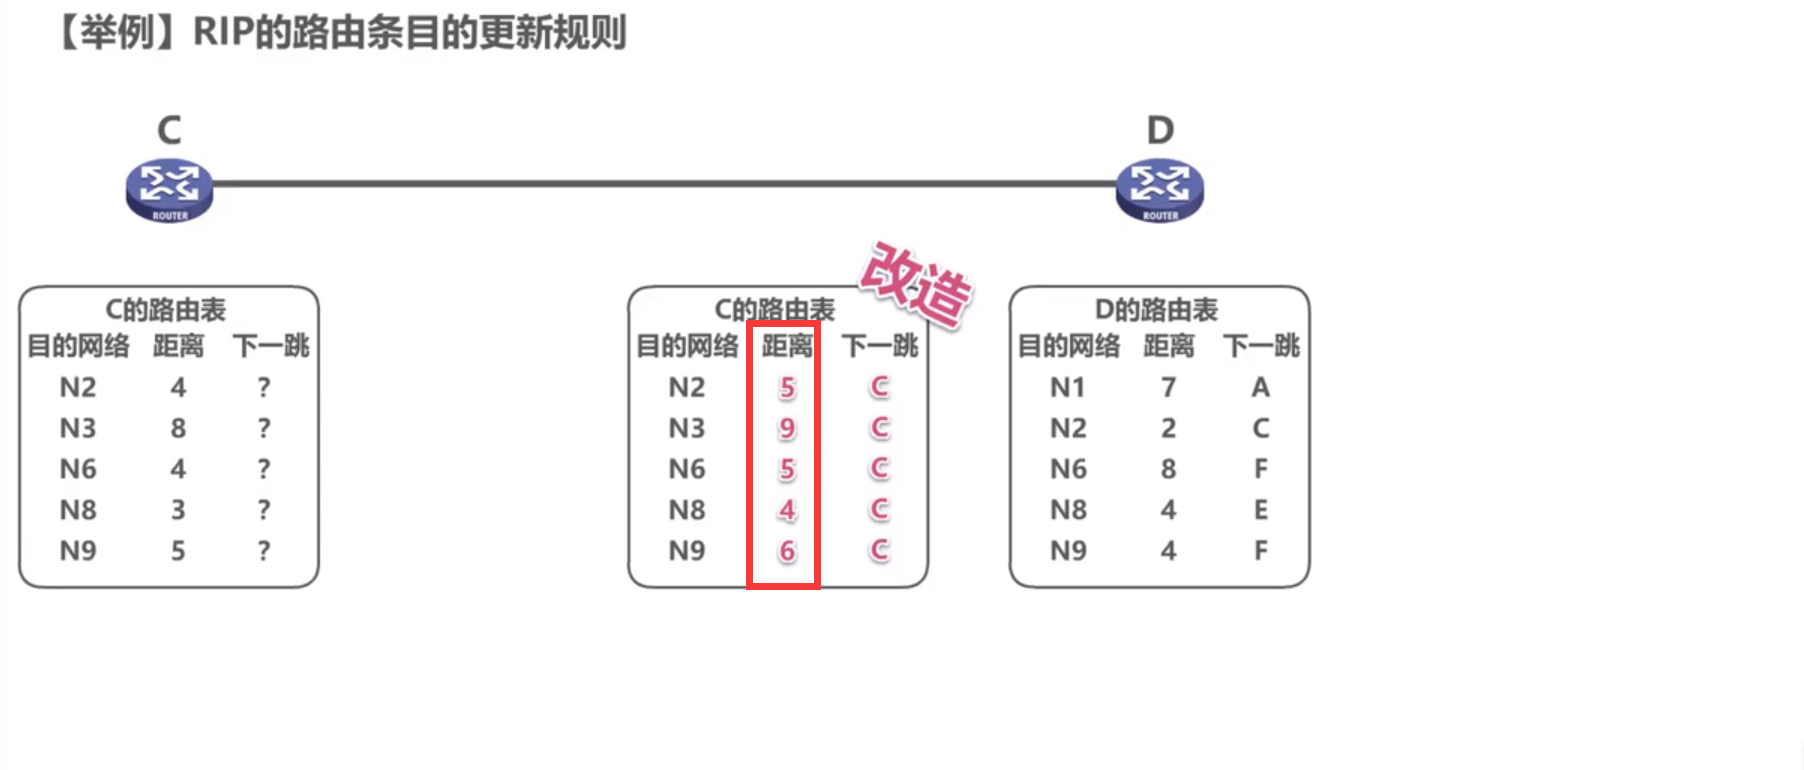 【举例】RIP的路由条目的更新规则
C
D
ROUTER
ROUTER
改造
C的路由表
目的网络 距离 下一跳
N2 4 ?
N3 8 ?
N6 4 ?
N8 3 ?
N9 5 ?
C的路由表
目的网络 距离 下一跳
N2 5 C
N3 9 C
N6 5 C
N8 4 C
N9 6 C
D的路由表
目的网络 距离 下一跳
N1 7 A
N2 2 C
N6 8 F
N8 4 E
N9 4 F